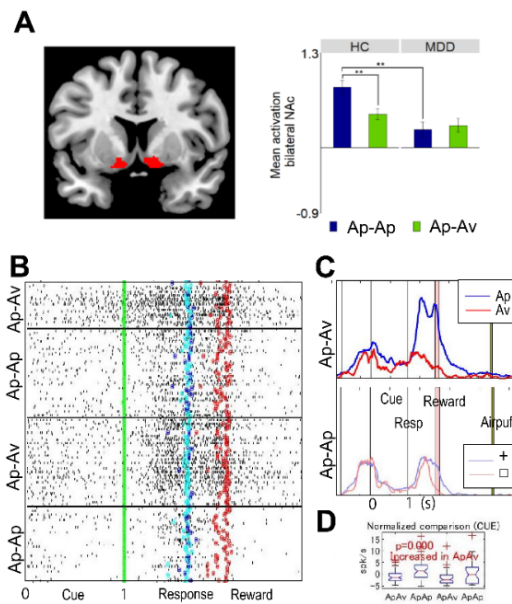 A
HC MDD
1.3
**
**
Mean activation
bilateral NAc
-0.9
Ap-Ap Ap-Av
B
Ap-Av
Ap-Ap
Ap-Av
Ap-Ap
0 Cue 1 Response Reward
C
Ap-Av
Ap
Av
Ap-Ap
Cue Reward
Resp
Airpuf
+
□
0 1 (s)
D
Normalized comparison (CUE)
spk/s
15
10
5
0
-5
p=0.000
Increased in ApAv
ApAv ApAp ApAv ApAp